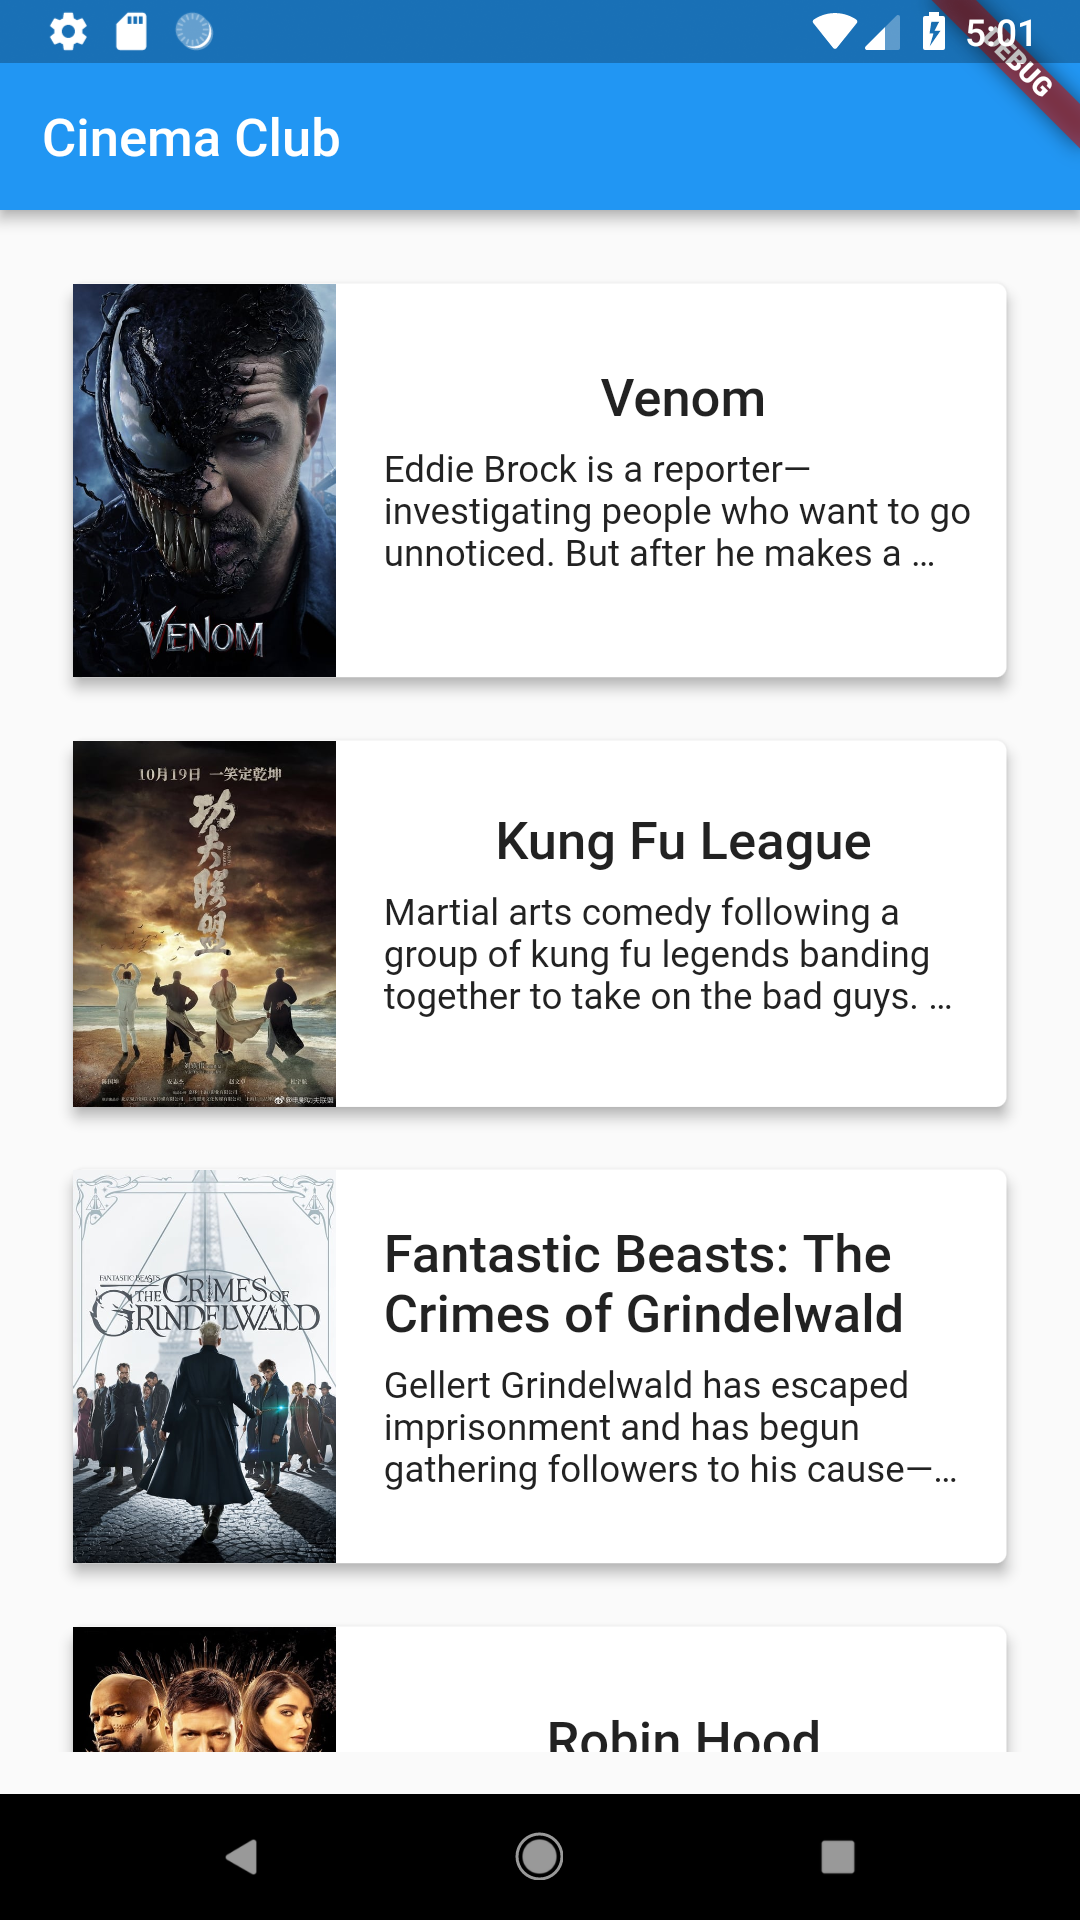 5:01
DEBUG
Cinema Club
VENOM
Venom
Eddie Brock is a reporter—
investigating people who want to go
unnoticed. But after he makes a …
10月19日 一笑定乾坤
功夫联盟
Kung Fu League
Martial arts comedy following a
group of kung fu legends banding
together to take on the bad guys. …
FANTASTIC BEASTS
THE CRIMES OF
GRINDELWALD
Fantastic Beasts: The
Crimes of Grindelwald
Gellert Grindelwald has escaped
imprisonment and has begun
gathering followers to his cause—…
Robin Hood